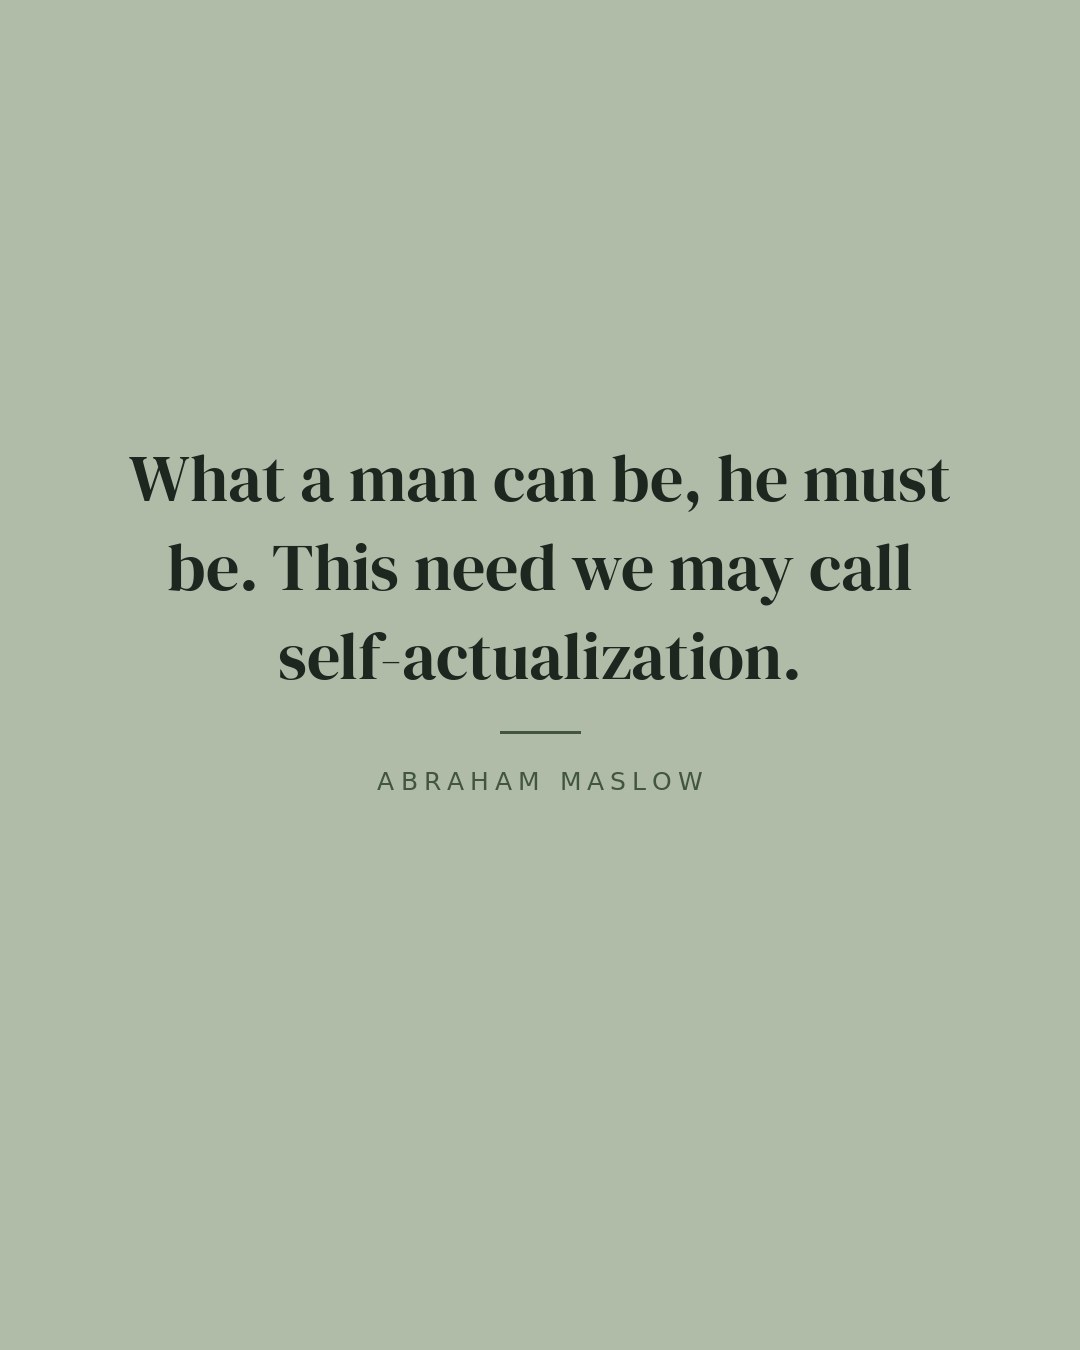 What a man can be, he must
be. This need we may call
self-actualization.
ABRAHAM MASLOW